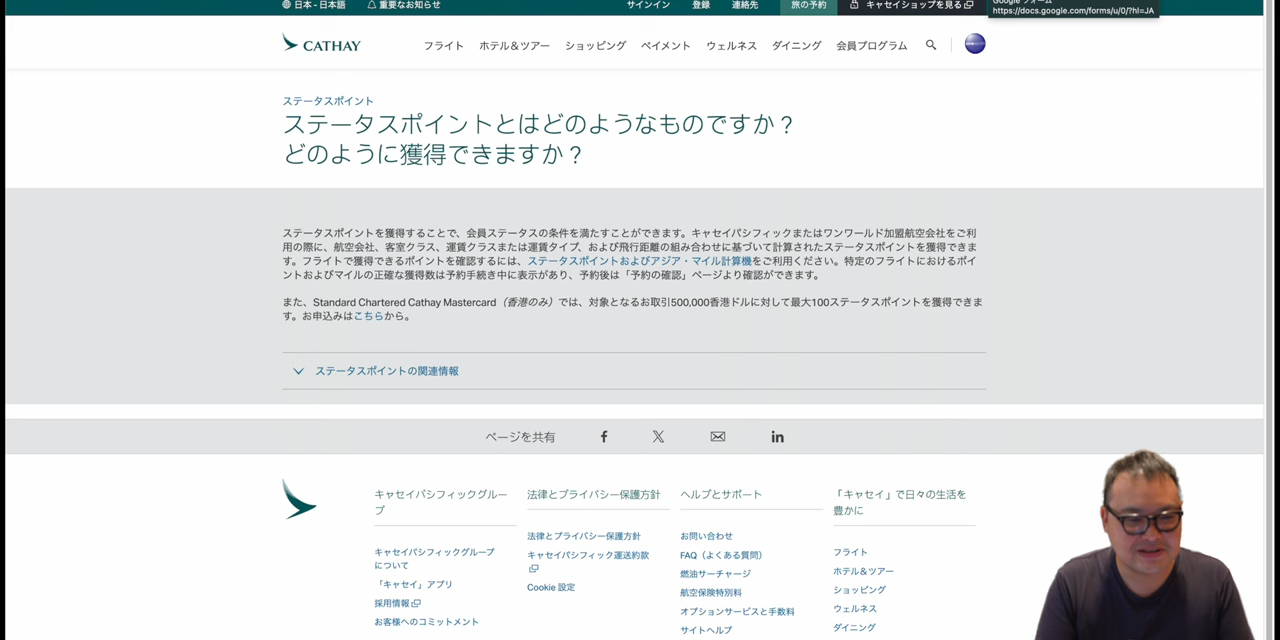 日本 - 日本語
重要なお知らせ
サインイン
登録
連絡先
旅の予約
キャセイショップを見る
Google フォーム
https://docs.google.com/forms/u/0/?hl=JA
CATHAY
フライト
ホテル＆ツアー
ショッピング
ペイメント
ウェルネス
ダイニング
会員プログラム
ステータスポイント
ステータスポイントとはどのようなものですか？
どのように獲得できますか？
ステータスポイントを獲得することで、会員ステータスの条件を満たすことができます。キャセイパシフィックまたはワンワールド加盟航空会社をご利
用の際に、航空会社、客室クラス、運賃クラスまたは運賃タイプ、および飛行距離の組み合わせに基づいて計算されたステータスポイントを獲得できま
す。フライトで獲得できるポイントを確認するには、ステータスポイントおよびアジア・マイル計算機をご利用ください。特定のフライトにおけるポイ
ントおよびマイルの正確な獲得数は予約手続き中に表示があり、予約後は「予約の確認」ページより確認ができます。
また、Standard Chartered Cathay Mastercard（香港のみ）では、対象となるお取引500,000香港ドルに対して最大100ステータスポイントを獲得できま
す。お申込みはこちらから。
ステータスポイントの関連情報
ページを共有
キャセイパシフィックグルー
プ
キャセイパシフィックグループ
について
「キャセイ」アプリ
採用情報
お客様へのコミットメント
法律とプライバシー保護方針
法律とプライバシー保護方針
キャセイパシフィック運送約款
Cookie 設定
ヘルプとサポート
お問い合わせ
FAQ（よくある質問）
燃油サーチャージ
航空保険特別料
オプションサービスと手数料
サイトヘルプ
「キャセイ」で日々の生活を
豊かに
フライト
ホテル＆ツアー
ショッピング
ウェルネス
ダイニング